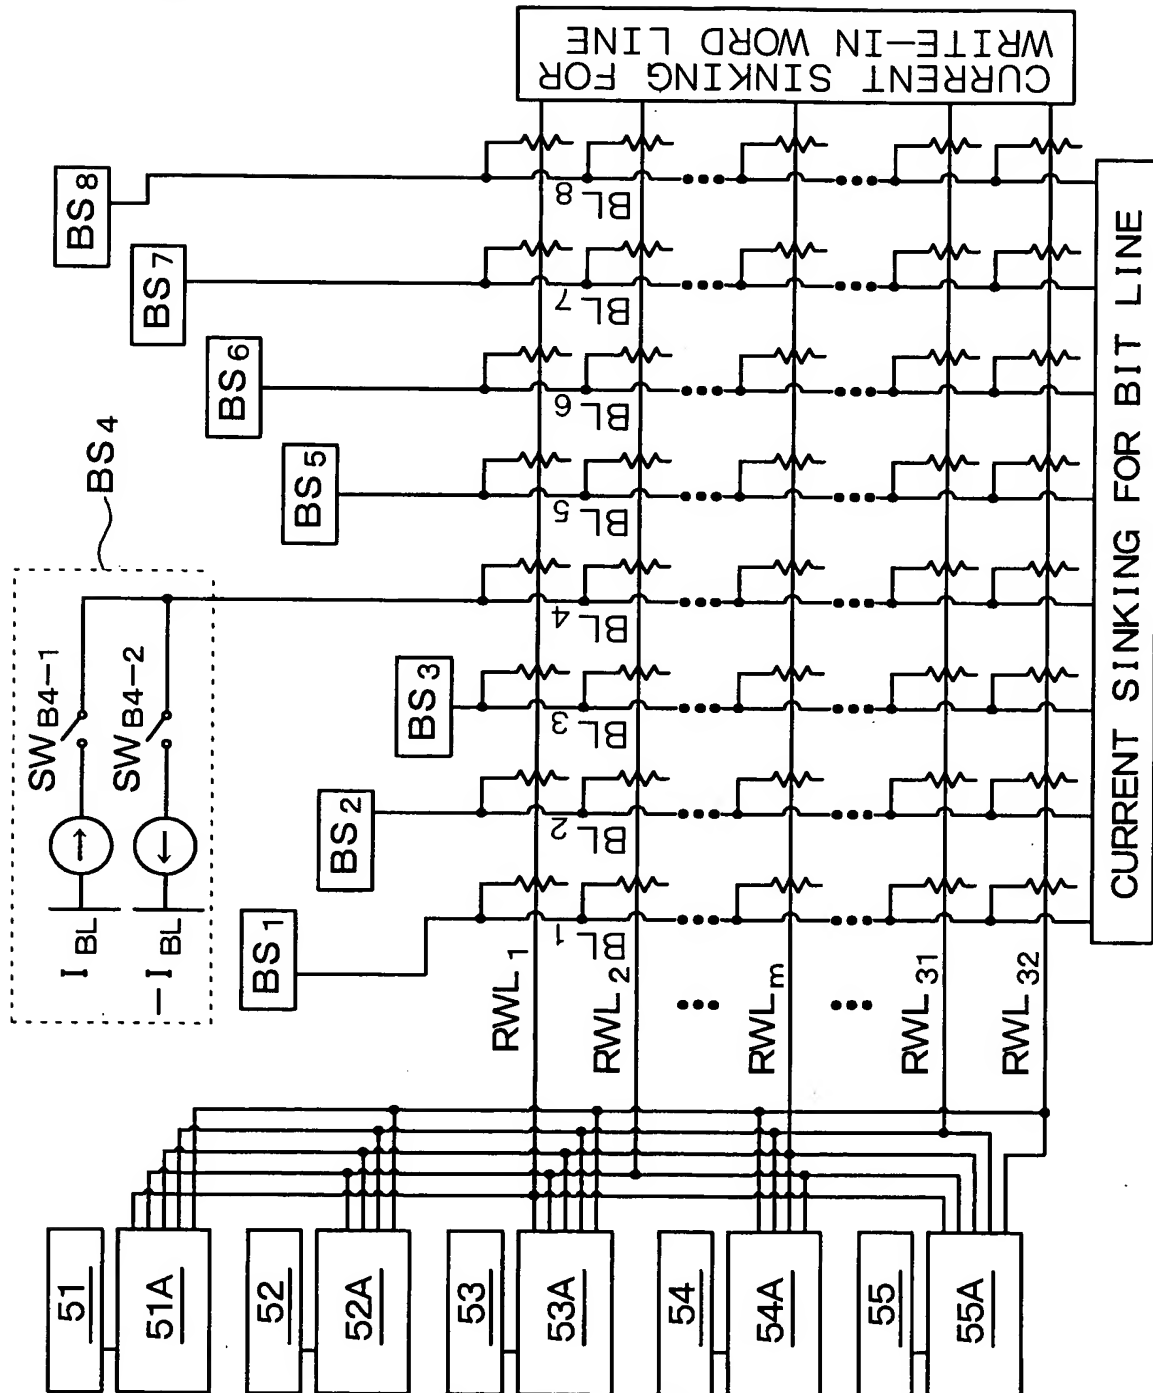 CURRENT SINKING FOR
WRITE-IN WORD LINE
BS8
BS7
BS6
BS5
BS4
SWB4-1
SWB4-2
IBL
-IBL
BS3
BS2
BS1
BL1
BL2
BL3
BL4
BL5
BL6
BL7
BL8
RWL1
RWL2
RWLm
RWL31
RWL32
CURRENT SINKING FOR BIT LINE
51
51A
52
52A
53
53A
54
54A
55
55A